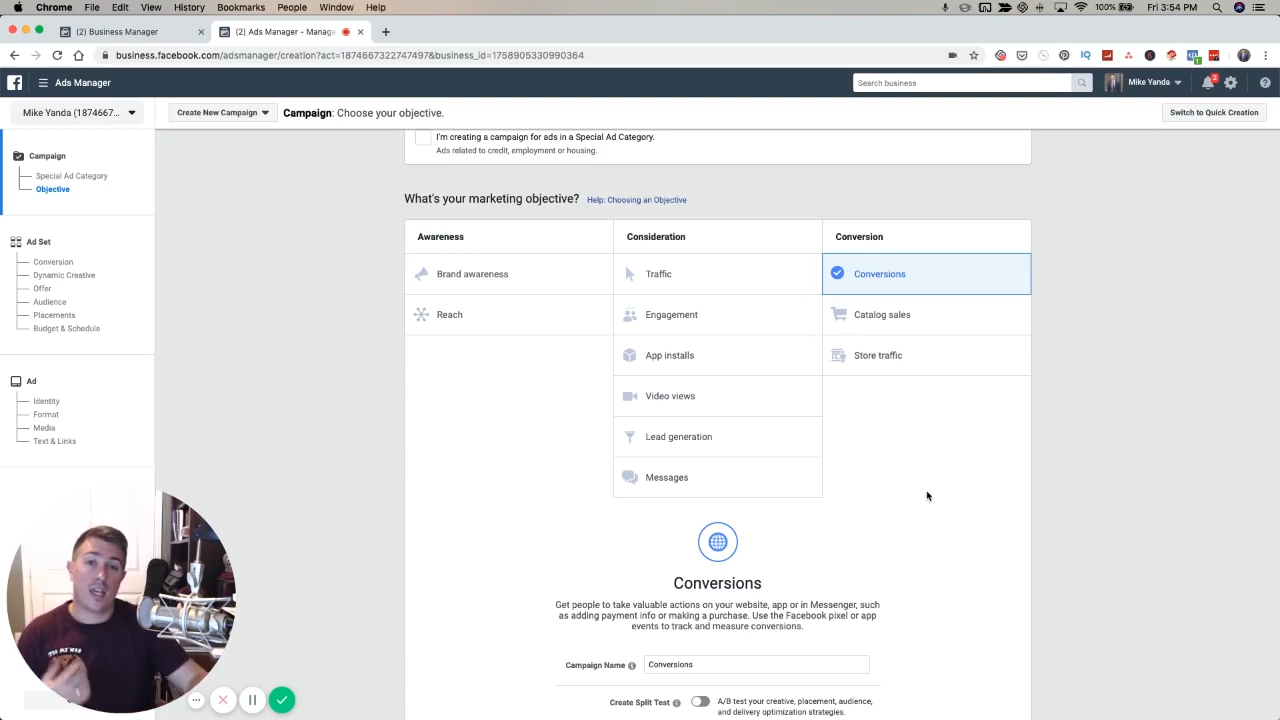 Chrome File Edit View History Bookmarks People Window Help 100% Fri 3:54 PM
(2) Business Manager (2) Ads Manager - Manage
business.facebook.com/adsmanager/creation?act=1874667322747497&business_id=1758905330990364
Ads Manager Search business Mike Yanda 2
Mike Yanda (1874667... Create New Campaign Campaign: Choose your objective. Switch to Quick Creation
I'm creating a campaign for ads in a Special Ad Category.
Ads related to credit, employment or housing.
Campaign
Special Ad Category
Objective
Ad Set
Conversion
Dynamic Creative
Offer
Audience
Placements
Budget & Schedule
Ad
Identity
Format
Media
Text & Links
What's your marketing objective? Help: Choosing an Objective
Awareness Consideration Conversion
Brand awareness Traffic Conversions
Reach Engagement Catalog sales
App installs Store traffic
Video views
Lead generation
Messages
Conversions
Get people to take valuable actions on your website, app or in Messenger, such
as adding payment info or making a purchase. Use the Facebook pixel or app
events to track and measure conversions.
Campaign Name Conversions
Create Split Test A/B test your creative, placement, audience,
and delivery optimization strategies.